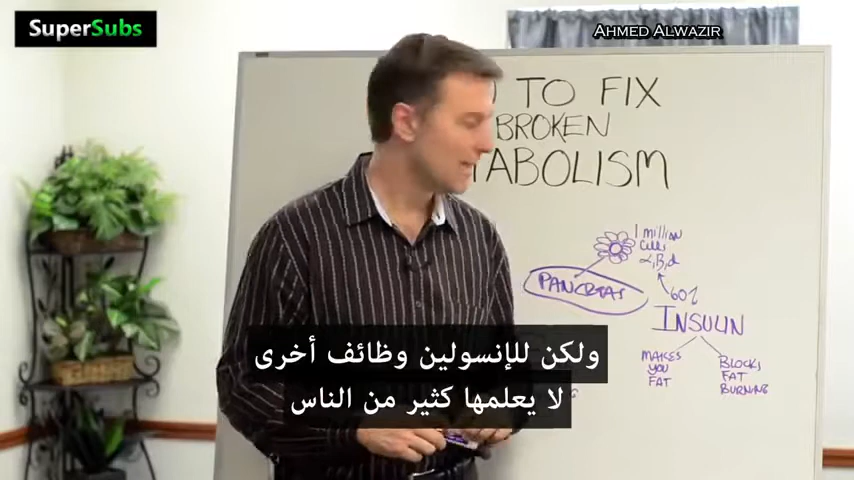 SuperSubs
AHMED ALWAZIR
TO FIX
BROKEN
TABOLISM
1 million
Cells
α, B, d
PANCREAS
60%
INSULIN
MAKES
YOU
FAT
BLOCKS
FAT
BURNING
ولكن للإنسولين وظائف أخرى
لا يعلمها كثير من الناس